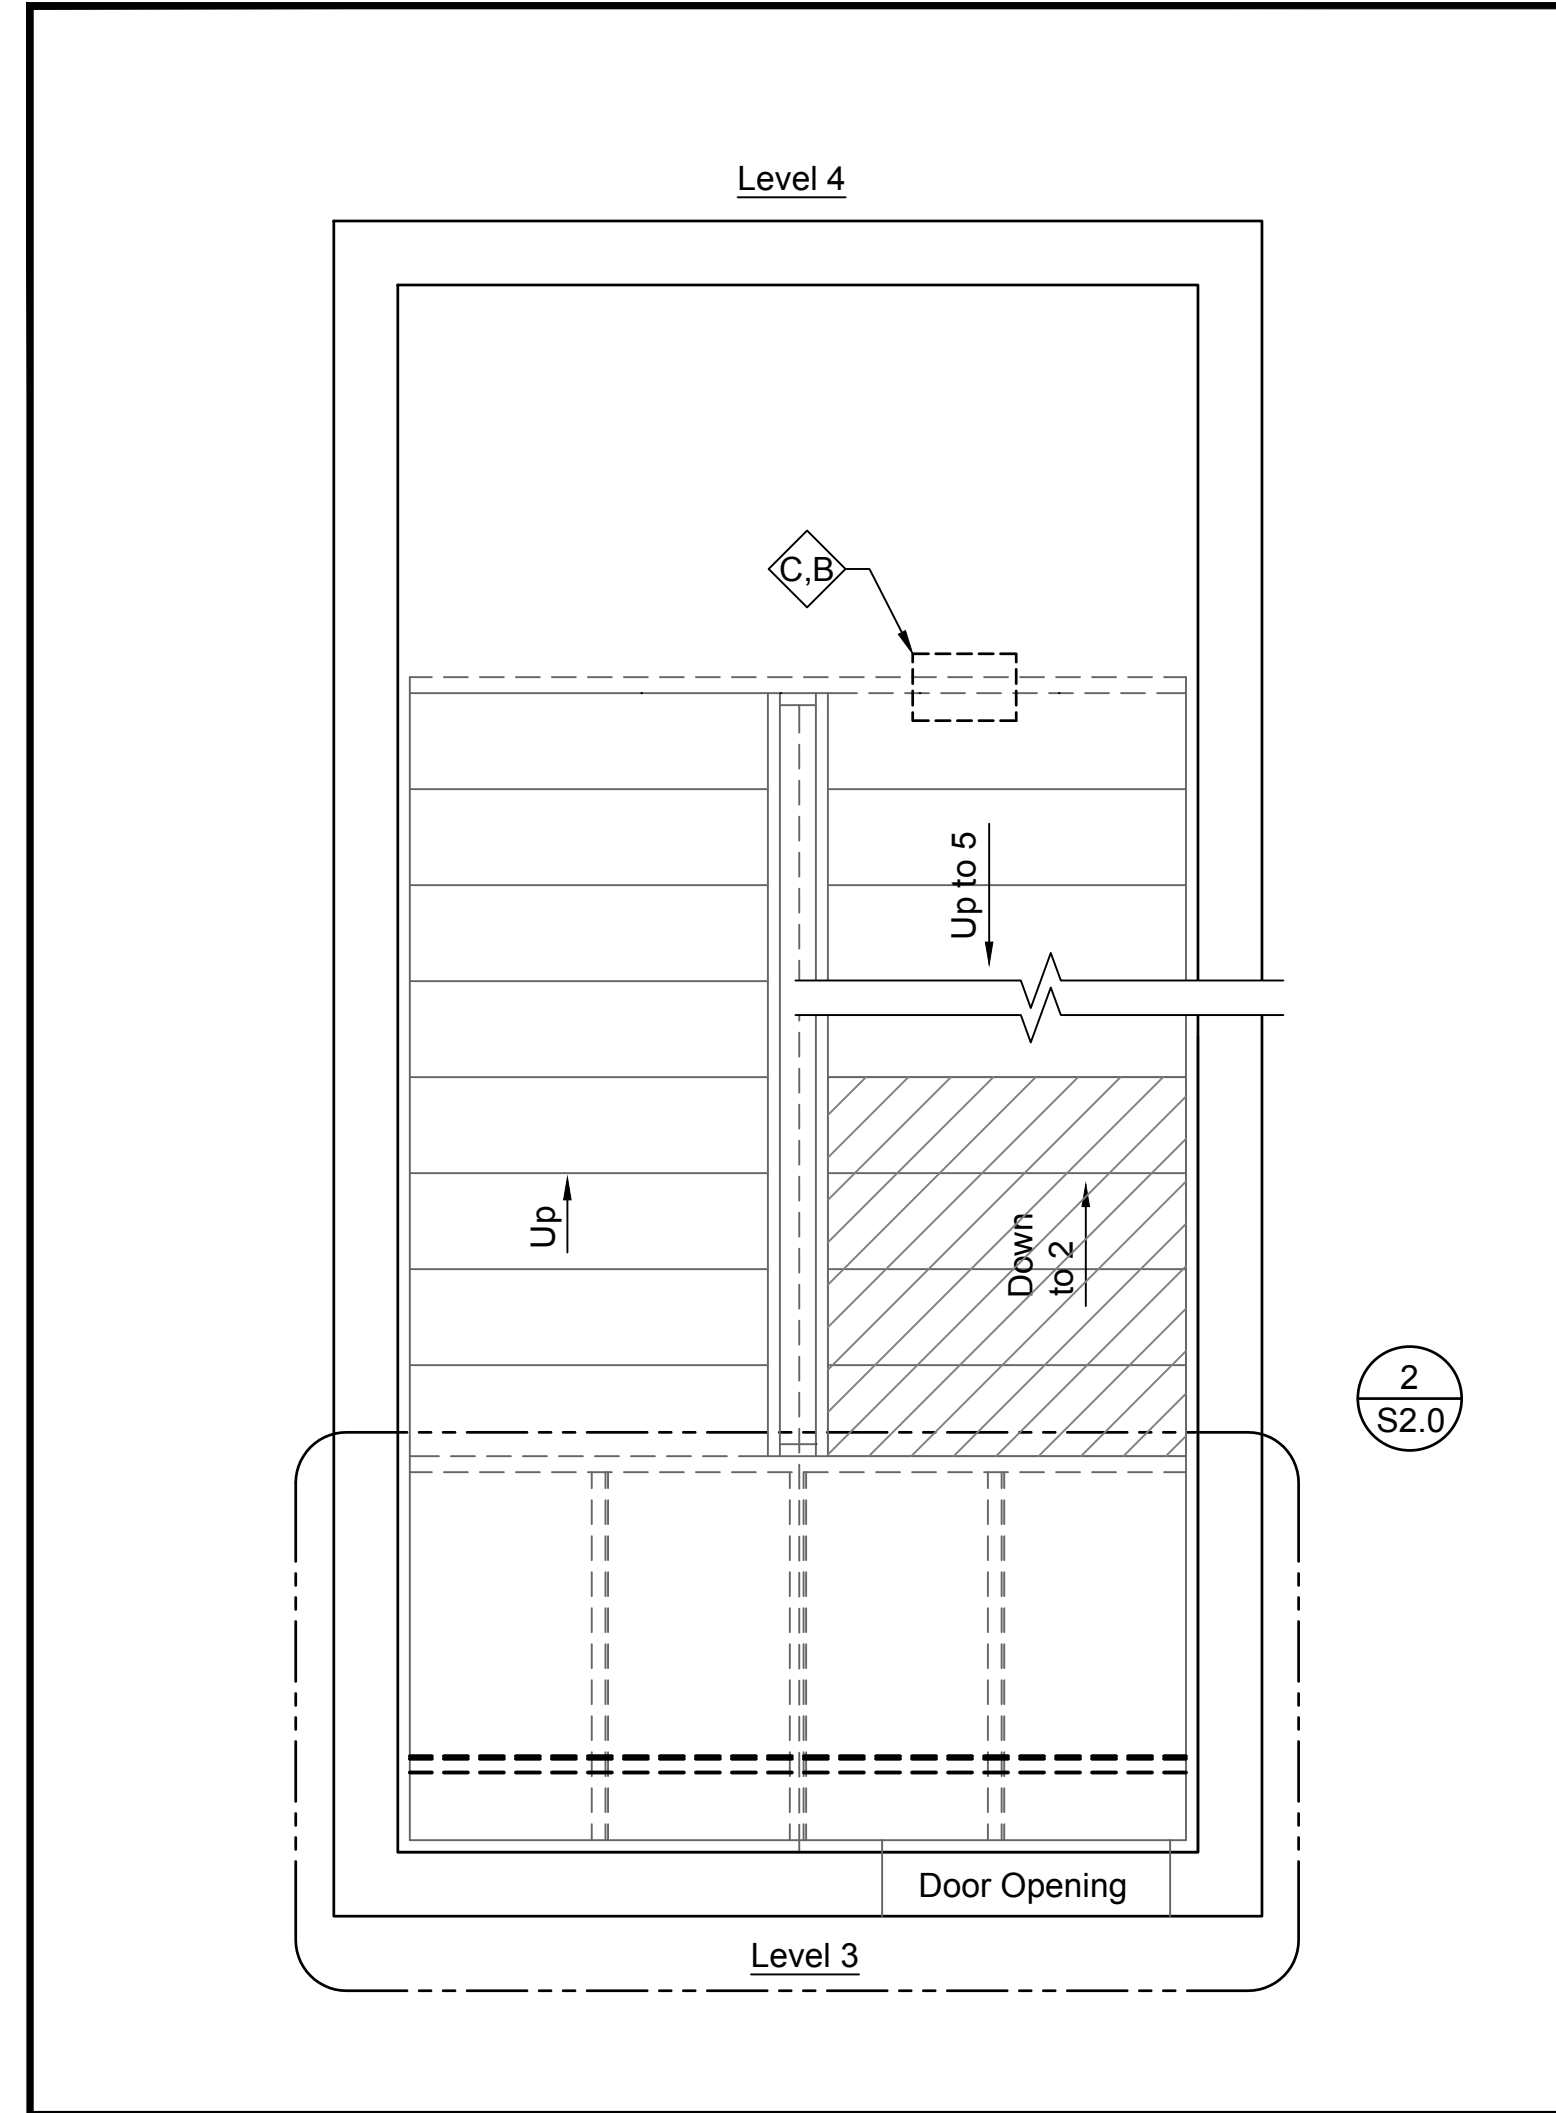 Level 4
C,B
Up to 5
Up
Down
to 2
2
S2.0
Door Opening
Level 3